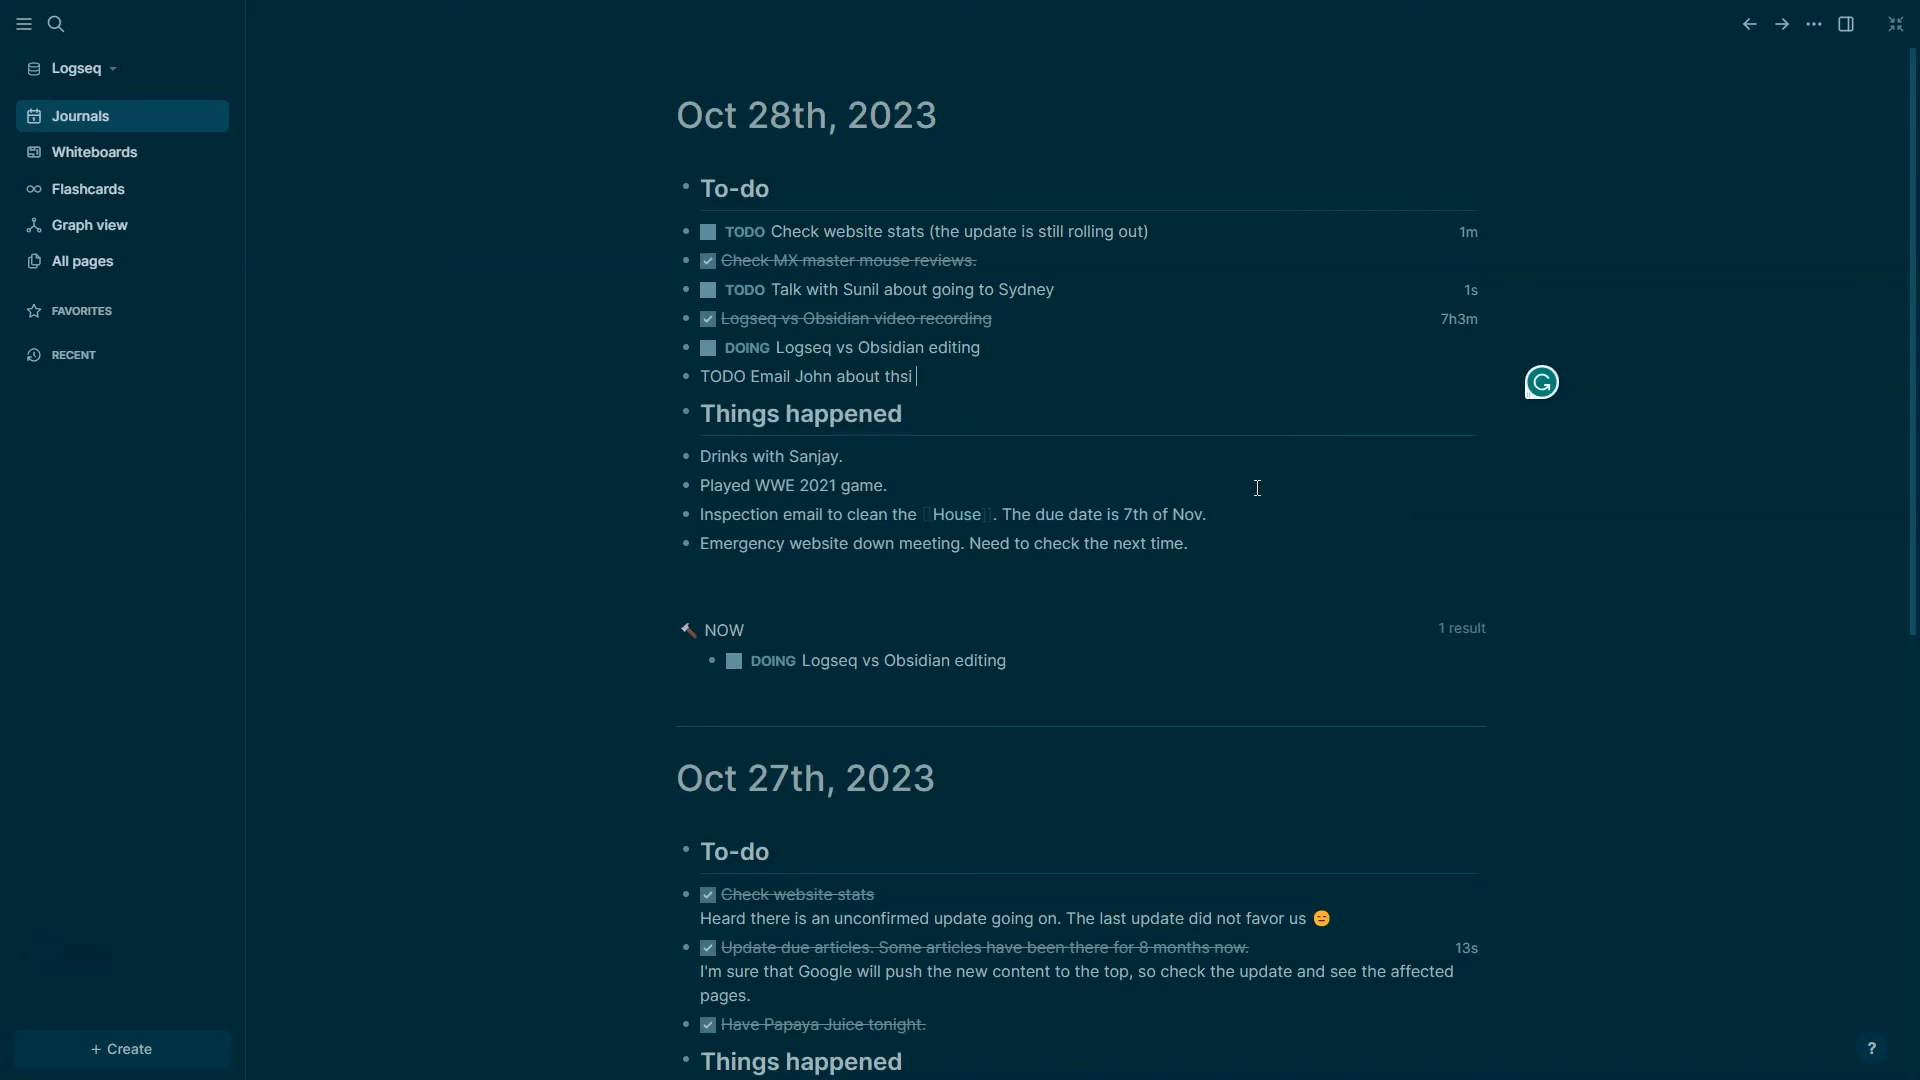 Logseq
Journals
Whiteboards
Flashcards
Graph view
All pages
FAVORITES
RECENT
+ Create
Oct 28th, 2023
To-do
TODO Check website stats (the update is still rolling out) 1m
Check MX master mouse reviews.
TODO Talk with Sunil about going to Sydney 1s
Logseq vs Obsidian video recording 7h3m
DOING Logseq vs Obsidian editing
TODO Email John about thsi
Things happened
Drinks with Sanjay.
Played WWE 2021 game.
Inspection email to clean the [[House]]. The due date is 7th of Nov.
Emergency website down meeting. Need to check the next time.
🔨 NOW 1 result
DOING Logseq vs Obsidian editing
Oct 27th, 2023
To-do
Check website stats
Heard there is an unconfirmed update going on. The last update did not favor us 😑
Update due articles. Some articles have been there for 8 months now. 13s
I'm sure that Google will push the new content to the top, so check the update and see the affected
pages.
Have Papaya Juice tonight.
Things happened
?